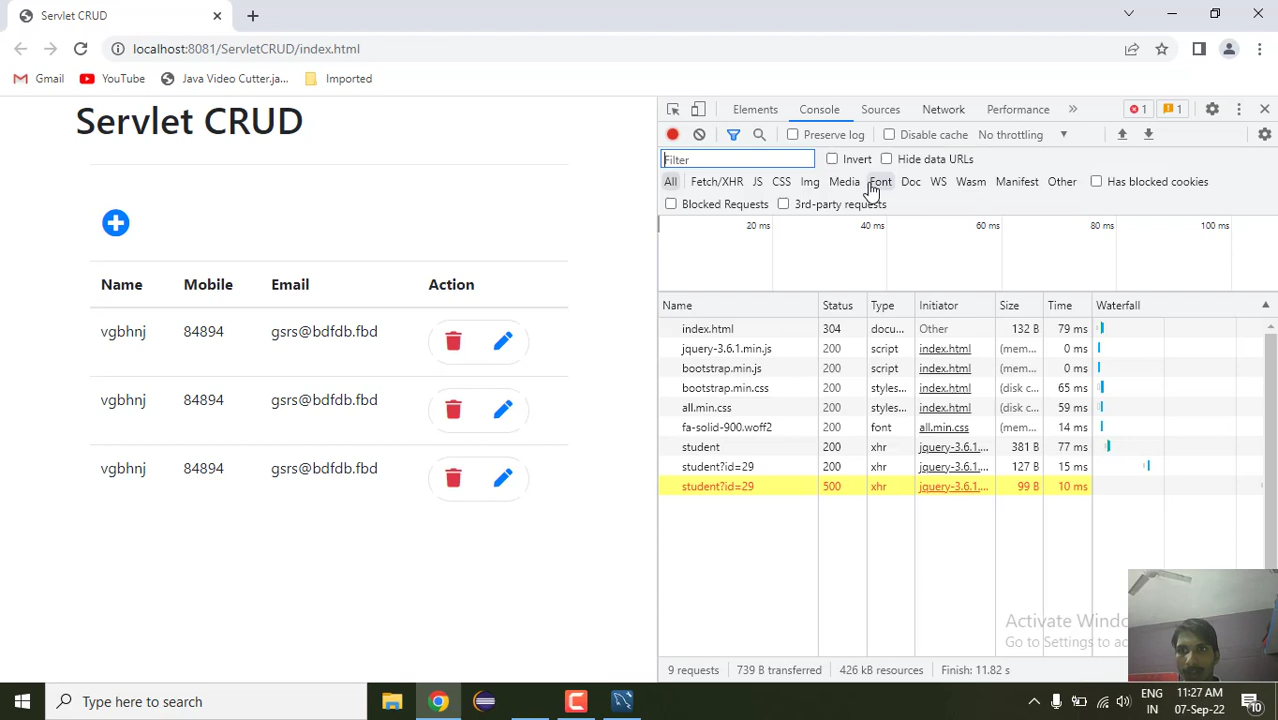 Servlet CRUD
localhost:8081/ServletCRUD/index.html
Gmail YouTube Java Video Cutter.ja... Imported
Servlet CRUD
Name Mobile Email Action
vgbhnj 84894 gsrs@bdfdb.fbd
vgbhnj 84894 gsrs@bdfdb.fbd
vgbhnj 84894 gsrs@bdfdb.fbd
Elements Console Sources Network Performance 1 1
Preserve log Disable cache No throttling
Filter Invert Hide data URLs
All Fetch/XHR JS CSS Img Media Font Doc WS Wasm Manifest Other Has blocked cookies
Blocked Requests 3rd-party requests
20 ms 40 ms 60 ms 80 ms 100 ms
Name Status Type Initiator Size Time Waterfall
index.html 304 docu... Other 132 B 79 ms
jquery-3.6.1.min.js 200 script index.html (mem... 0 ms
bootstrap.min.js 200 script index.html (mem... 0 ms
bootstrap.min.css 200 styles... index.html (disk c... 65 ms
all.min.css 200 styles... index.html (disk c... 59 ms
fa-solid-900.woff2 200 font all.min.css (mem... 14 ms
student 200 xhr jquery-3.6.1.... 381 B 77 ms
student?id=29 200 xhr jquery-3.6.1.... 127 B 15 ms
student?id=29 500 xhr jquery-3.6.1.... 99 B 10 ms
Activate Windo
Go to Settings to ac
9 requests 739 B transferred 426 kB resources Finish: 11.82 s
Type here to search
ENG 11:27 AM
IN 07-Sep-22 10